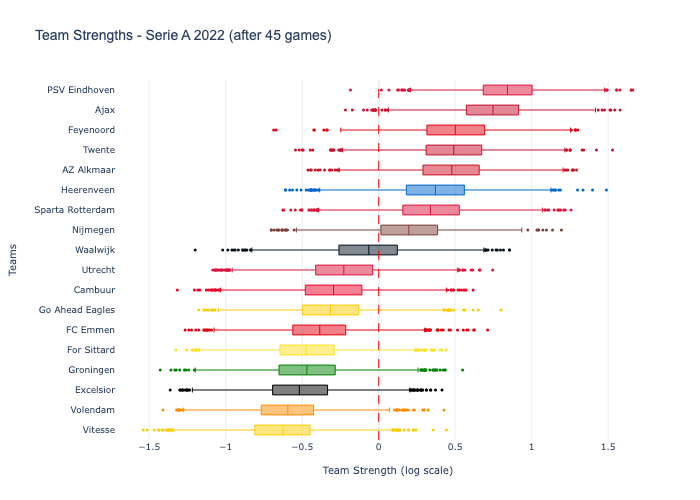 Team Strengths - Serie A 2022 (after 45 games)
PSV Eindhoven
Ajax
Feyenoord
Twente
AZ Alkmaar
Heerenveen
Sparta Rotterdam
Nijmegen
Waalwijk
Utrecht
Cambuur
Go Ahead Eagles
FC Emmen
For Sittard
Groningen
Excelsior
Volendam
Vitesse
Teams
−1.5 −1 −0.5 0 0.5 1 1.5
Team Strength (log scale)